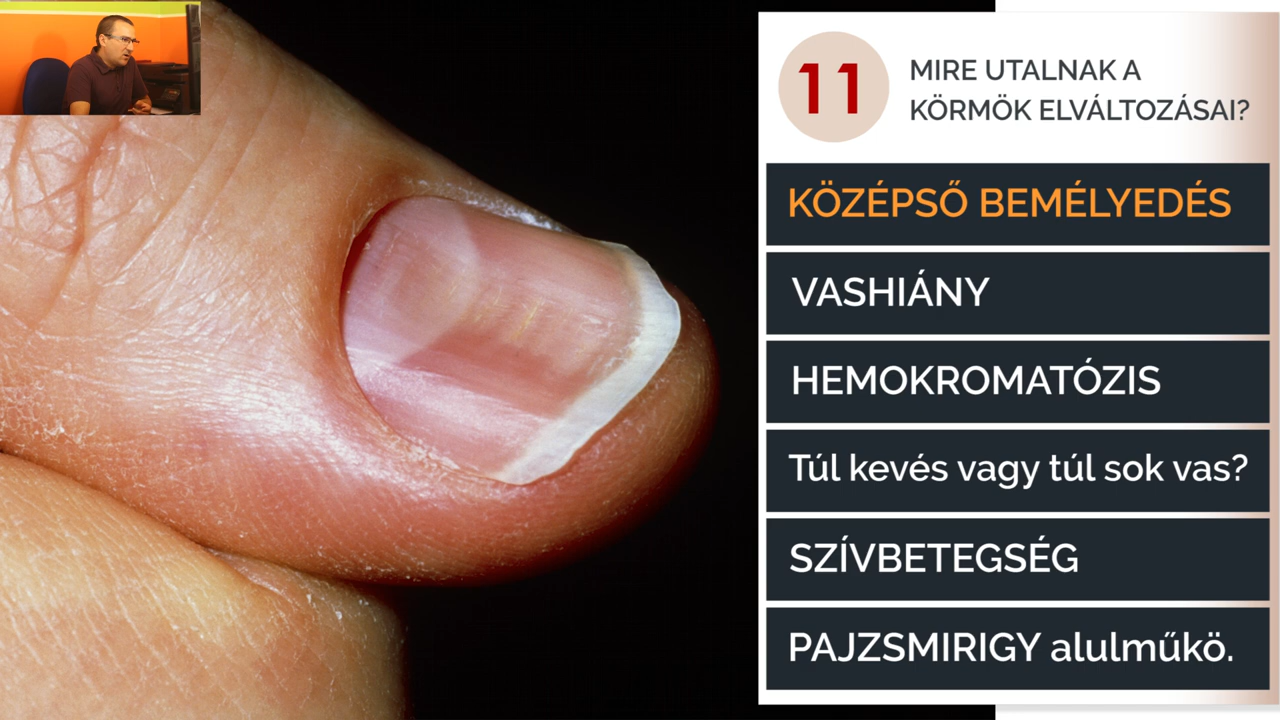 11
MIRE UTALNAK A
KÖRMÖK ELVÁLTOZÁSAI?
KÖZÉPSŐ BEMÉLYEDÉS
VASHIÁNY
HEMOKROMATÓZIS
Túl kevés vagy túl sok vas?
SZÍVBETEGSÉG
PAJZSMIRIGY alulműkö.